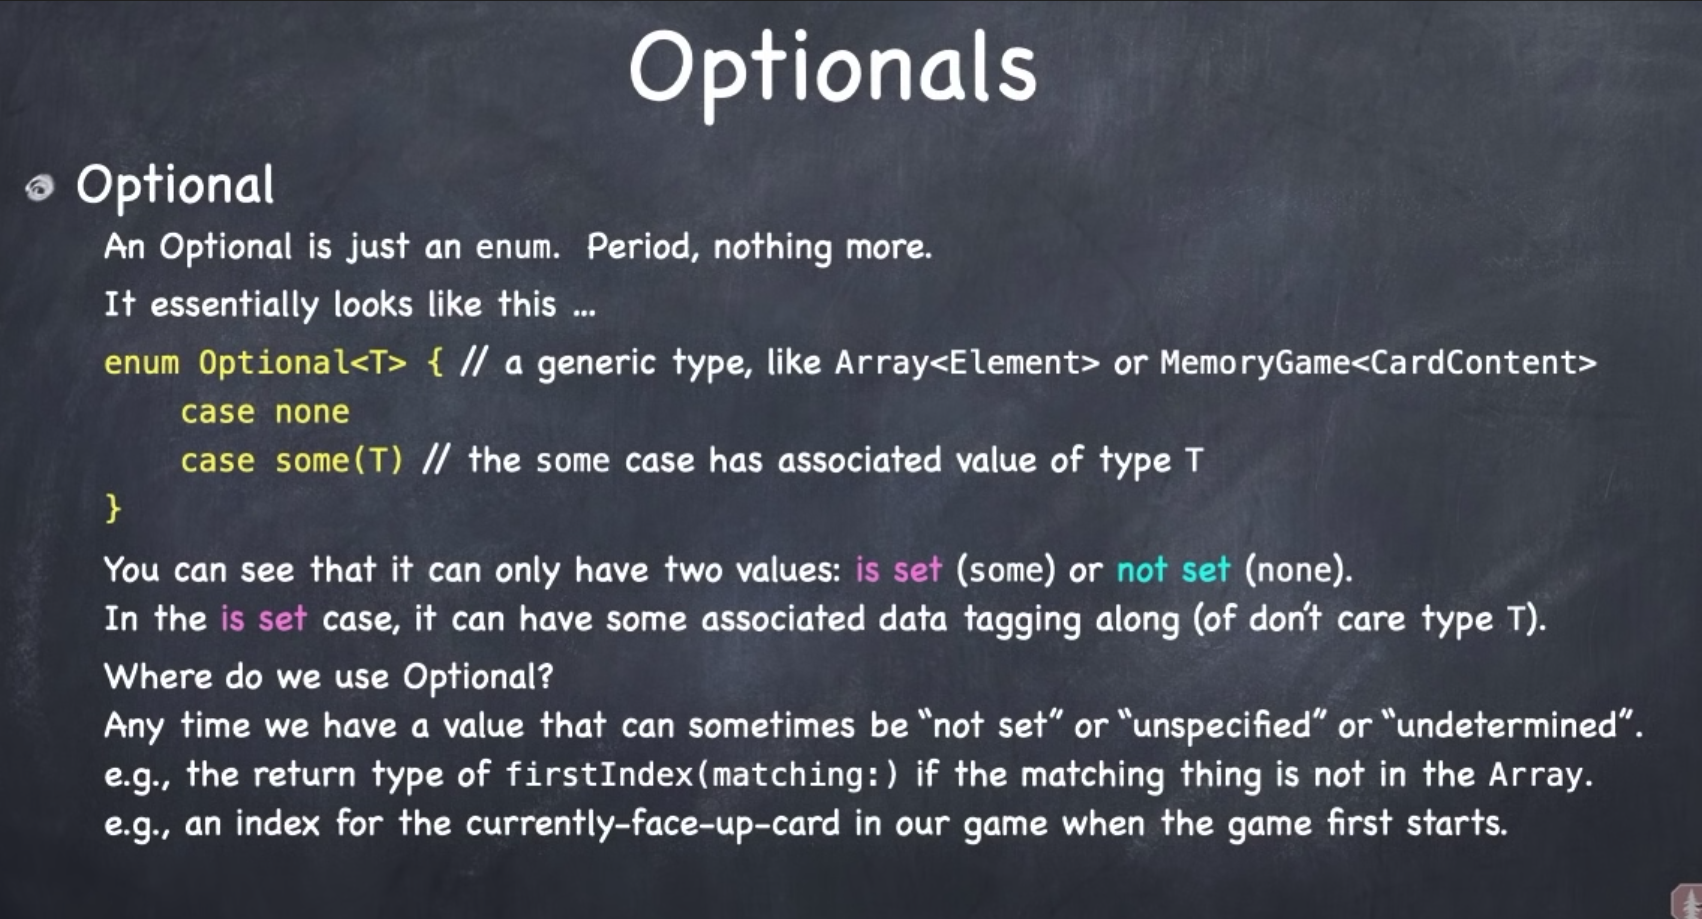 Optionals
Optional
An Optional is just an enum.  Period, nothing more.
It essentially looks like this ...
enum Optional<T> { // a generic type, like Array<Element> or MemoryGame<CardContent>
    case none
    case some(T) // the some case has associated value of type T
}
You can see that it can only have two values: is set (some) or not set (none).
In the is set case, it can have some associated data tagging along (of don't care type T).
Where do we use Optional?
Any time we have a value that can sometimes be “not set” or “unspecified” or “undetermined”.
e.g., the return type of firstIndex(matching:) if the matching thing is not in the Array.
e.g., an index for the currently-face-up-card in our game when the game first starts.